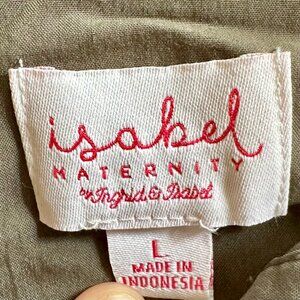 isabel
MATERNITY
by Ingrid & Isabel
L
MADE IN
INDONESIA